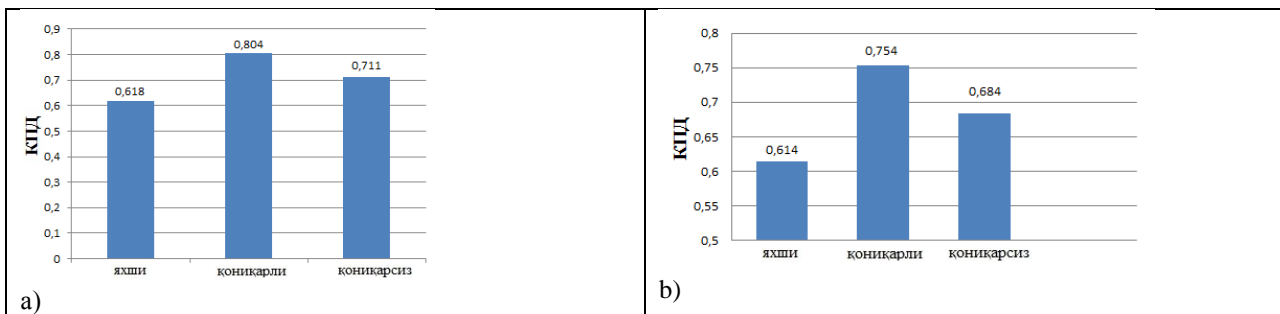 0,9
0,8
0,7
0,6
0,5
0,4
0,3
0,2
0,1
0
КПД
0,618
0,804
0,711
яхши
қониқарли
қониқарсиз
a)
0,8
0,75
0,7
0,65
0,6
0,55
0,5
КПД
0,614
0,754
0,684
яхши
қониқарли
қониқарсиз
b)